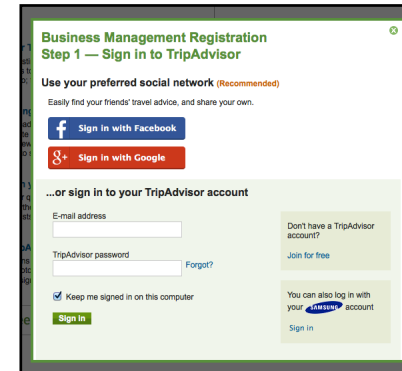 Business Management Registration
Step 1 — Sign in to TripAdvisor
Use your preferred social network (Recommended)
Easily find your friends' travel advice, and share your own.
f Sign in with Facebook
g+ Sign in with Google
...or sign in to your TripAdvisor account
E-mail address
TripAdvisor password
Forgot?
Keep me signed in on this computer
Sign in
Don't have a TripAdvisor
account?
Join for free
You can also log in with
your SAMSUNG account
Sign in